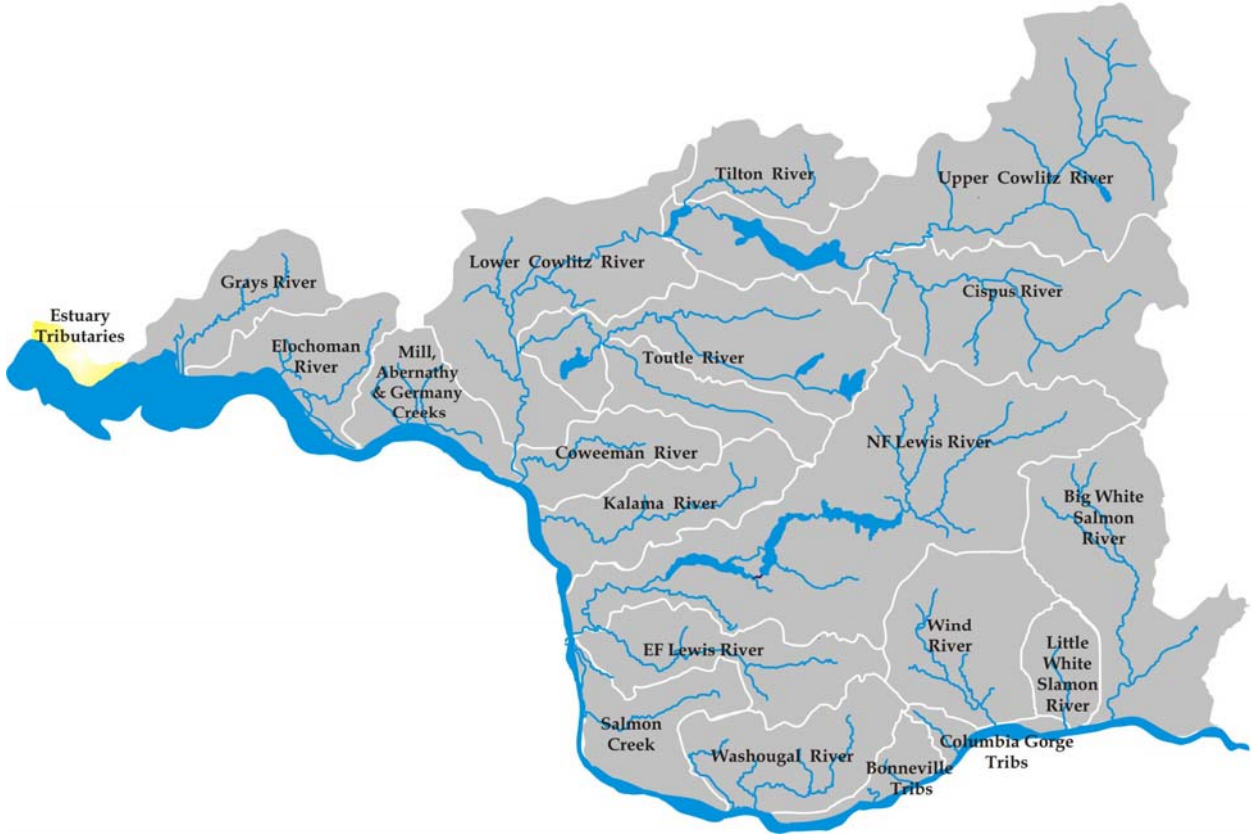 Tilton River
Upper Cowlitz River
Lower Cowlitz River
Grays River
Cispus River
Estuary
Tributaries
Elochoman
River
Mill,
Abernathy
& Germany
Creeks
Toutle River
Coweeman River
NF Lewis River
Kalama River
Big White
Salmon
River
Wind
River
EF Lewis River
Little
White
Slamon
River
Salmon
Creek
Washougal River
Bonneville
Tribs
Columbia Gorge
Tribs